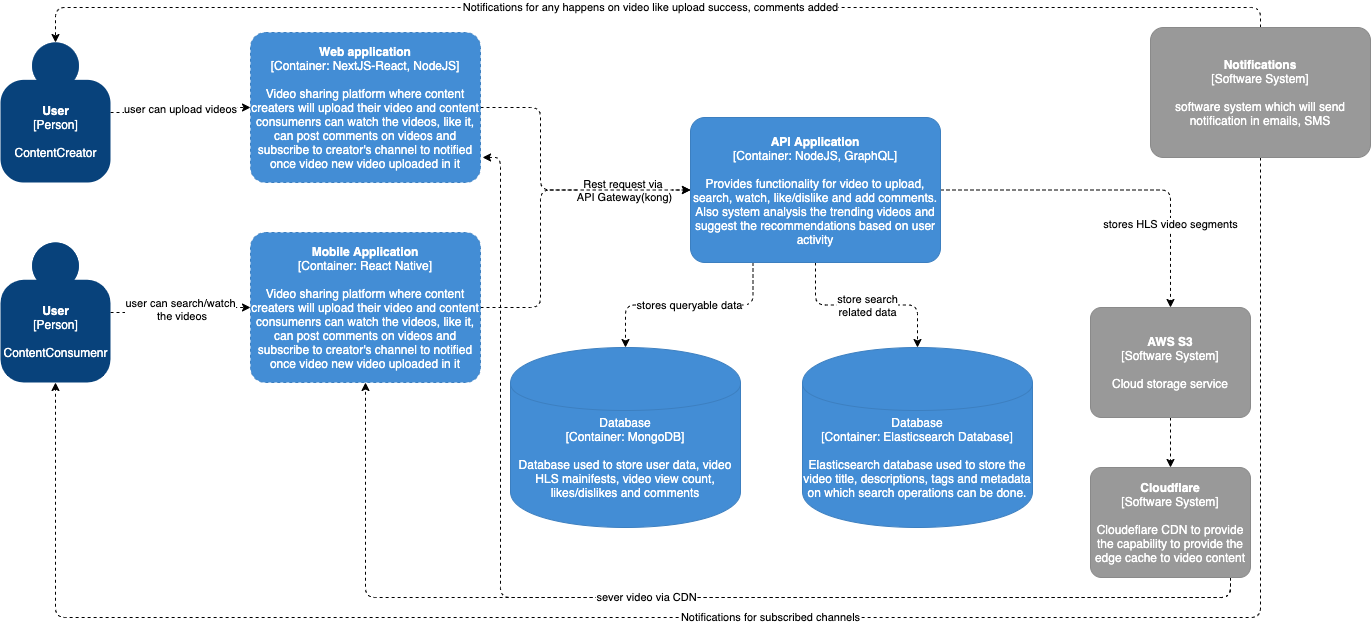 Notifications for any happens on video like upload success, comments added
User
[Person]
ContentCreator
user can upload videos
Web application
[Container: NextJS-React, NodeJS]
Video sharing platform where content
creaters will upload their video and content
consumenrs can watch the videos, like it,
can post comments on videos and
subscribe to creator's channel to notified
once video new video uploaded in it
Notifications
[Software System]
software system which will send
notification in emails, SMS
API Application
[Container: NodeJS, GraphQL]
Provides functionality for video to upload,
search, watch, like/dislike and add comments.
Also system analysis the trending videos and
suggest the recommendations based on user
activity
Rest request via
API Gateway(kong)
stores HLS video segments
User
[Person]
ContentConsumenr
user can search/watch
the videos
Mobile Application
[Container: React Native]
Video sharing platform where content
creaters will upload their video and content
consumenrs can watch the videos, like it,
can post comments on videos and
subscribe to creator's channel to notified
once video new video uploaded in it
stores queryable data
store search
related data
AWS S3
[Software System]
Cloud storage service
Database
[Container: MongoDB]
Database used to store user data, video
HLS mainifests, video view count,
likes/dislikes and comments
Database
[Container: Elasticsearch Database]
Elasticsearch database used to store the
video title, descriptions, tags and metadata
on which search operations can be done.
Cloudflare
[Software System]
Cloudeflare CDN to provide
the capability to provide the
edge cache to video content
sever video via CDN
Notifications for subscribed channels